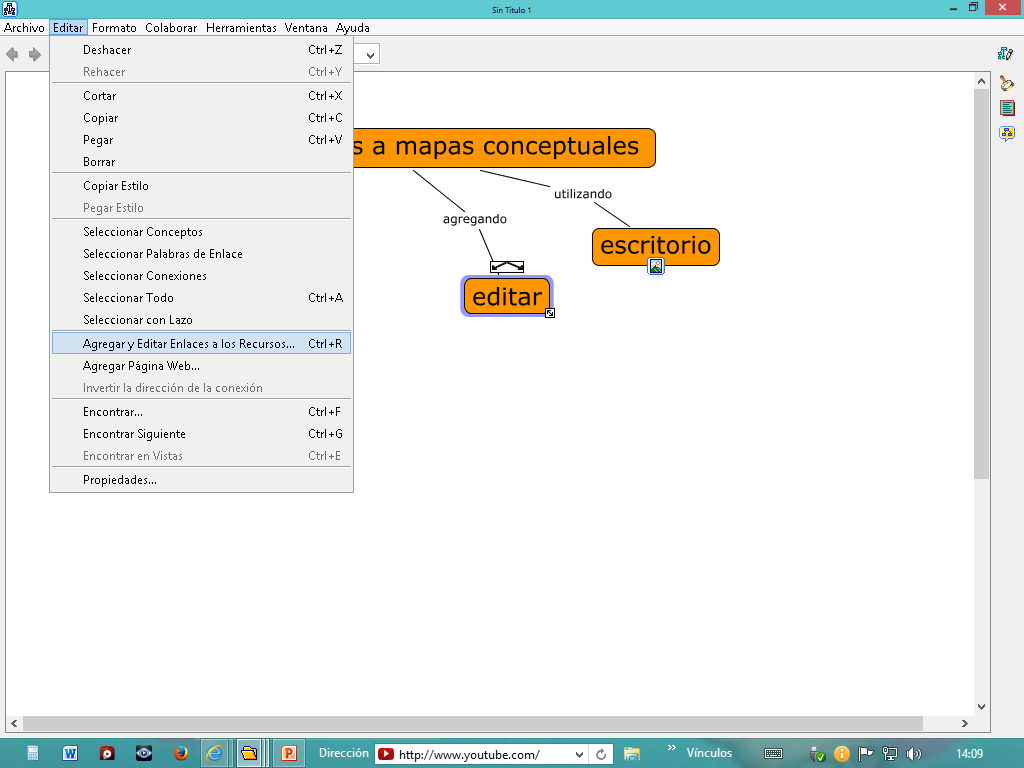 Sin Título 1
Archivo Editar Formato Colaborar Herramientas Ventana Ayuda
Deshacer Ctrl+Z
Rehacer Ctrl+Y
Cortar Ctrl+X
Copiar Ctrl+C
Pegar Ctrl+V
Borrar
Copiar Estilo
Pegar Estilo
Seleccionar Conceptos
Seleccionar Palabras de Enlace
Seleccionar Conexiones
Seleccionar Todo Ctrl+A
Seleccionar con Lazo
Agregar y Editar Enlaces a los Recursos... Ctrl+R
Agregar Página Web...
Invertir la dirección de la conexión
Encontrar... Ctrl+F
Encontrar Siguiente Ctrl+G
Encontrar en Vistas Ctrl+E
Propiedades...
s a mapas conceptuales
utilizando
agregando
escritorio
editar
Dirección http://www.youtube.com/ Vínculos 14:09